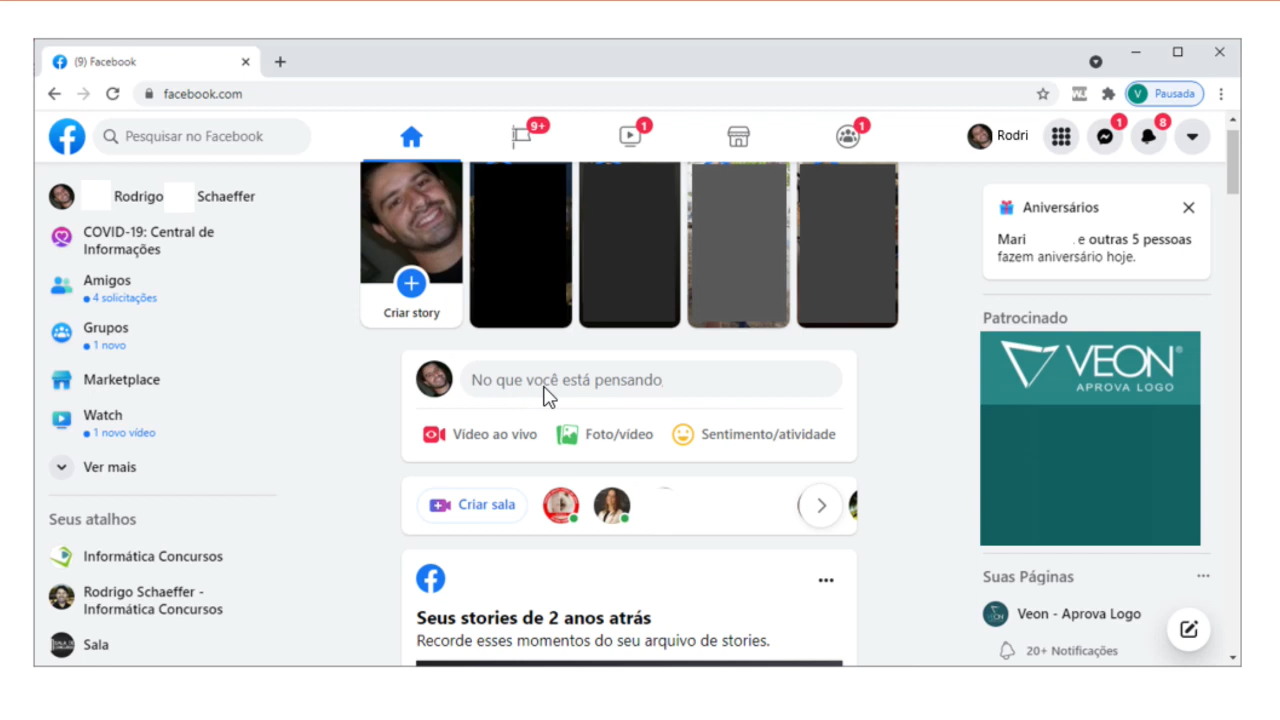 (9) Facebook
facebook.com
V Pausada
Pesquisar no Facebook
9+
1
1
Rodri
1
8
Rodrigo Schaeffer
COVID-19: Central de
Informações
Amigos
4 solicitações
Grupos
1 novo
Marketplace
Watch
1 novo vídeo
Ver mais
Seus atalhos
Informática Concursos
Rodrigo Schaeffer -
Informática Concursos
Sala
Criar story
No que você está pensando
Vídeo ao vivo
Foto/vídeo
Sentimento/atividade
Criar sala
Seus stories de 2 anos atrás
Recorde esses momentos do seu arquivo de stories.
Aniversários
Mari e outras 5 pessoas
fazem aniversário hoje.
Patrocinado
VEON®
APROVA LOGO
Suas Páginas
Veon - Aprova Logo
20+ Notificações